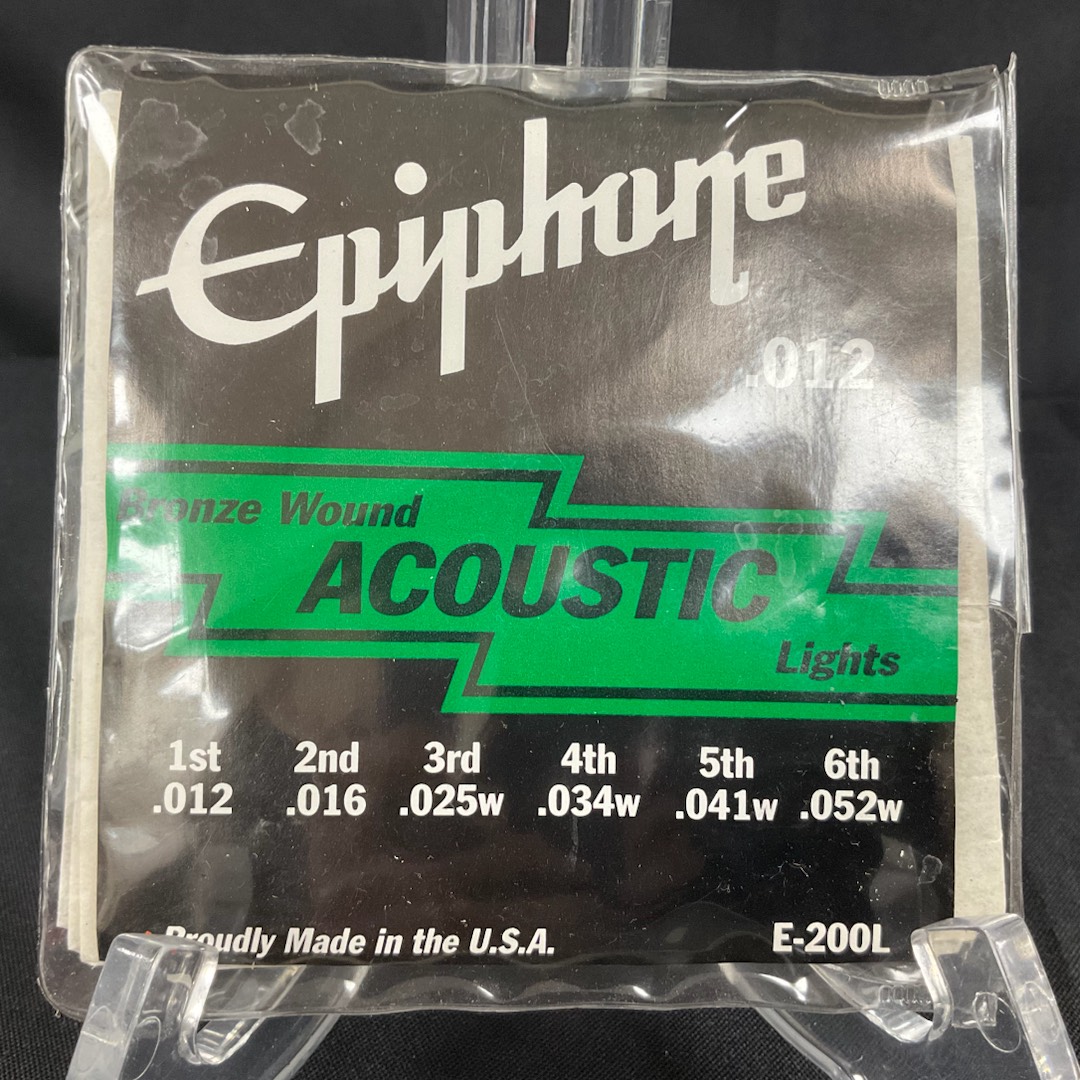 Epiphone
.012
Bronze Wound
ACOUSTIC
Lights
1st 2nd 3rd 4th 5th 6th
.012 .016 .025w .034w .041w .052w
Proudly Made in the U.S.A. E-200L